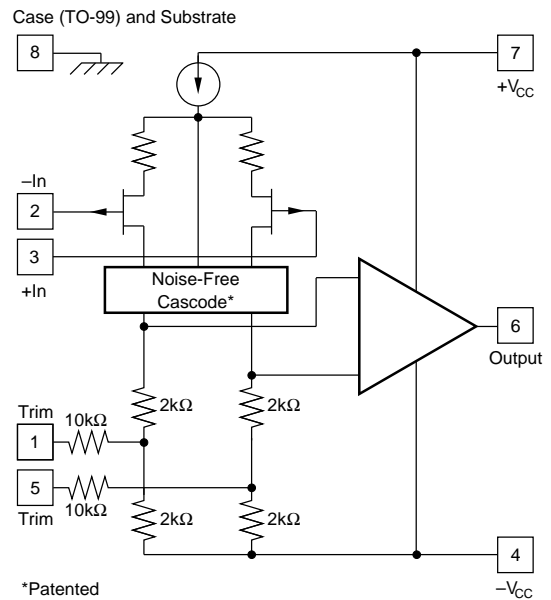 Case (TO-99) and Substrate
8
7
+VCC
–In
2
3
+In
Noise-Free
Cascode*
6
Output
2kΩ
2kΩ
Trim
10kΩ
1
5
10kΩ
Trim
2kΩ
2kΩ
4
–VCC
*Patented